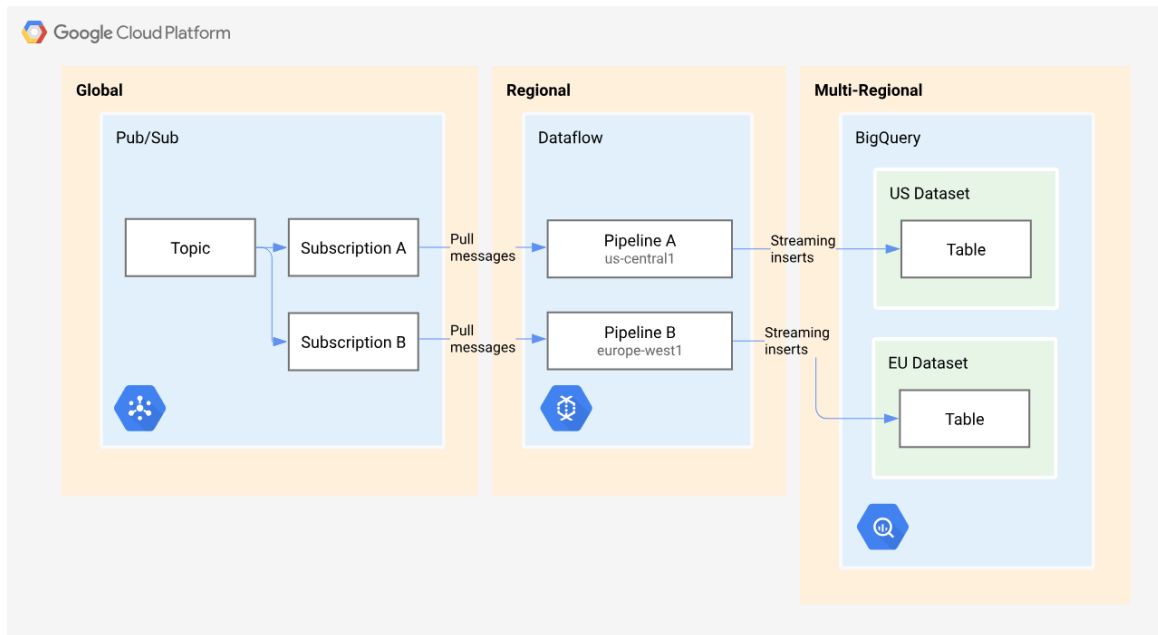 Google Cloud Platform
Global
Pub/Sub
Topic
Subscription A
Subscription B
Pull
messages
Pull
messages
Regional
Dataflow
Pipeline A
us-central1
Pipeline B
europe-west1
Streaming
inserts
Streaming
inserts
Multi-Regional
BigQuery
US Dataset
Table
EU Dataset
Table